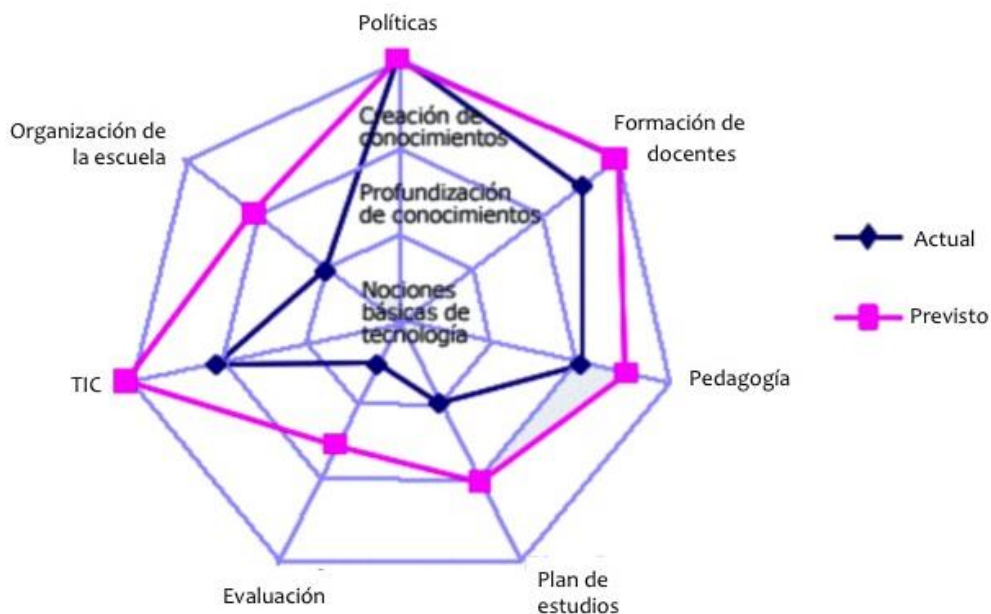 Políticas
Creación de
conocimientos
Formación de
docentes
Organización de
la escuela
Profundización
de conocimientos
Actual
Nociones
básicas de
tecnología
Previsto
TIC
Pedagogía
Evaluación
Plan de
estudios